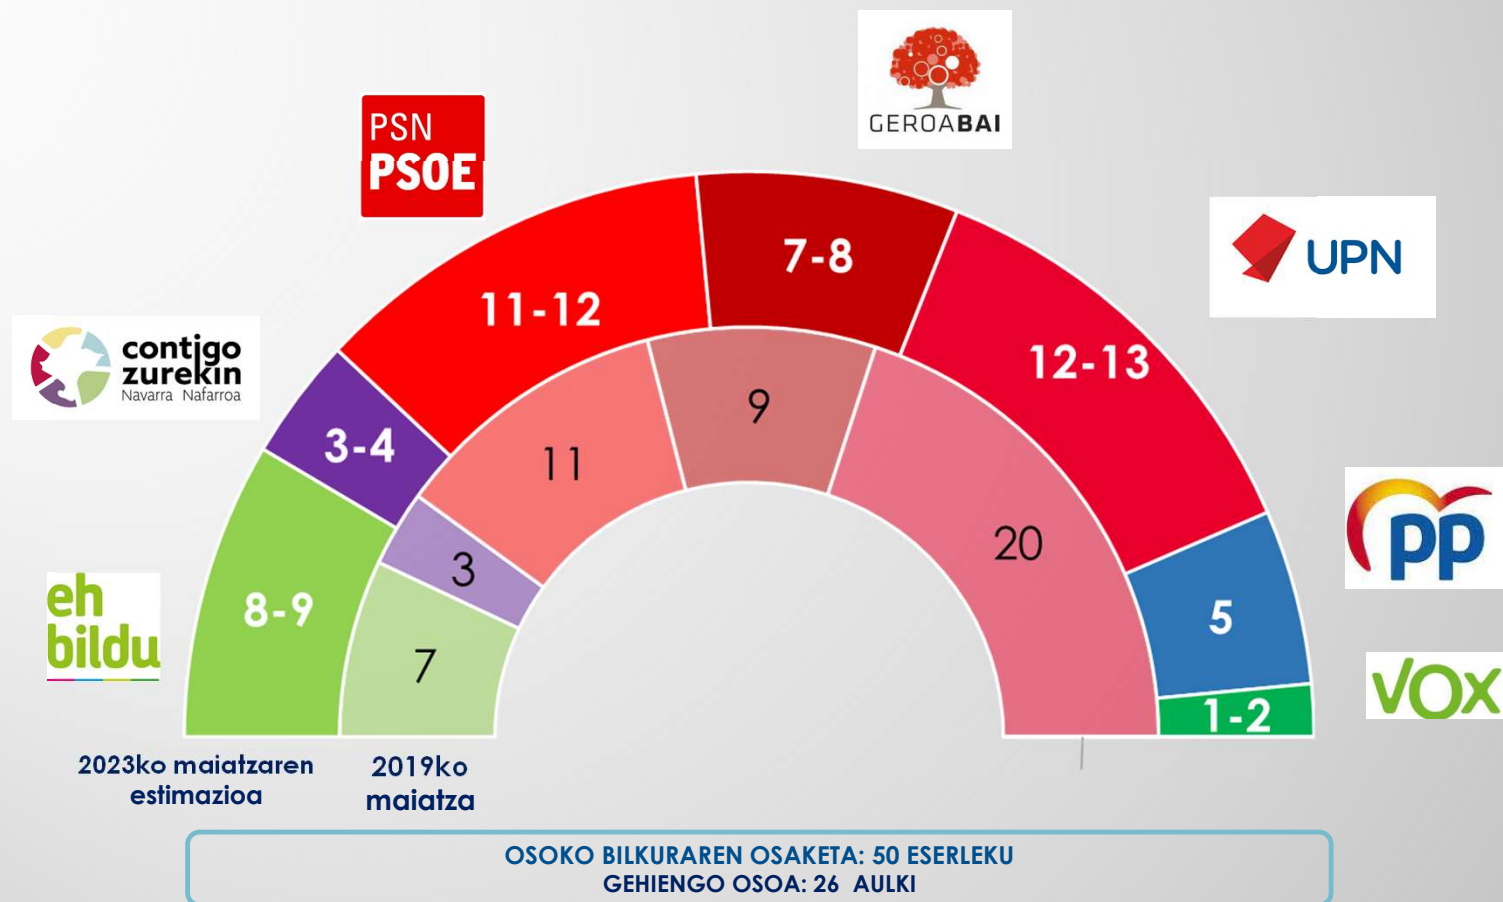 GEROABAI
PSN
PSOE
UPN
contigo
zurekin
Navarra Nafarroa
pp
eh
bildu
VOX
7-8
11-12
12-13
3-4
8-9
5
1-2
9
11
20
3
7
2023ko maiatzaren
estimazioa
2019ko
maiatza
OSOKO BILKURAREN OSAKETA: 50 ESERLEKU
GEHIENGO OSOA: 26 AULKI